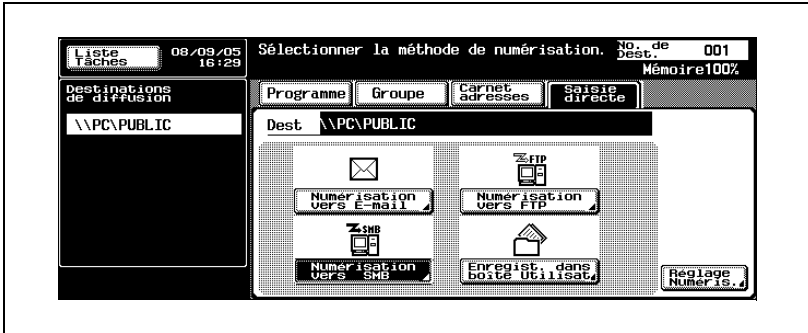 Liste
Tâches
08/09/05
16:29
Sélectionner la méthode de numérisation.
No. de
Dest.
001
Mémoire100%
Destinations
de diffusion
\\PC\PUBLIC
Programme
Groupe
Carnet
adresses
Saisie
directe
Dest \\PC\PUBLIC
Numérisation
vers E-mail
FTP
Numérisation
vers FTP
SMB
Numérisation
vers SMB
Enregist. dans
boîte Utilisat.
Réglage
Numéris.